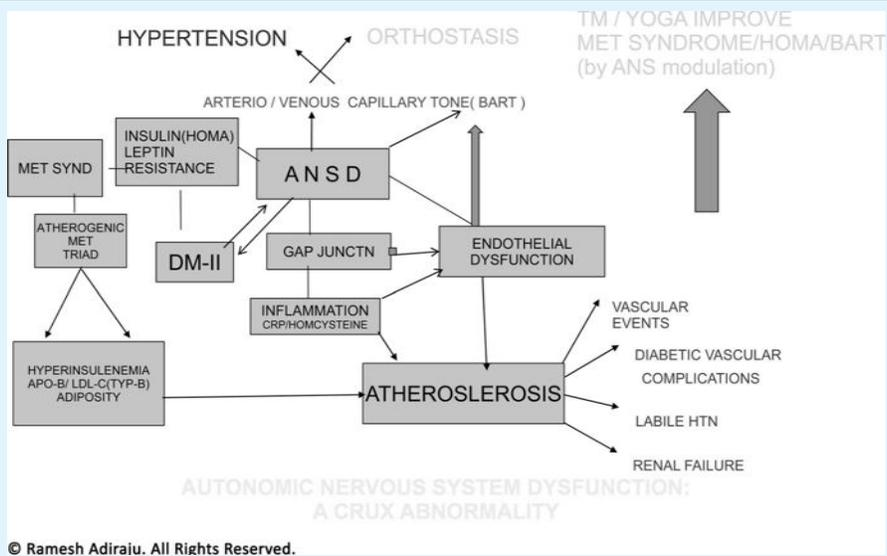 TM / YOGA IMPROVE
MET SYNDROME/HOMA/BART
(by ANS modulation)
HYPERTENSION
ORTHOSTASIS
ARTERIO / VENOUS CAPILLARY TONE( BART )
MET SYND
INSULIN(HOMA)
LEPTIN
RESISTANCE
A N S D
ATHEROGENIC
MET
TRIAD
DM-II
GAP JUNCTN
ENDOTHELIAL
DYSFUNCTION
INFLAMMATION
CRP/HOMCYSTEINE
HYPERINSULENEMIA
APO-B/ LDL-C(TYP-B)
ADIPOSITY
ATHEROSLEROSIS
VASCULAR
EVENTS
DIABETIC VASCULAR
COMPLICATIONS
LABILE HTN
RENAL FAILURE
AUTONOMIC NERVOUS SYSTEM DYSFUNCTION:
A CRUX ABNORMALITY
© Ramesh Adiraju. All Rights Reserved.